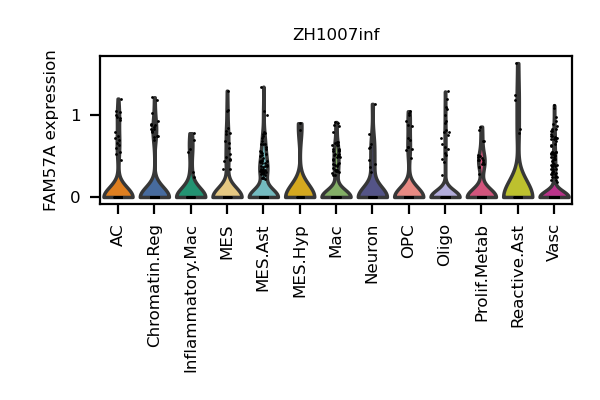 ZH1007inf
FAM57A expression
1
0
AC
Chromatin.Reg
Inflammatory.Mac
MES
MES.Ast
MES.Hyp
Mac
Neuron
OPC
Oligo
Prolif.Metab
Reactive.Ast
Vasc